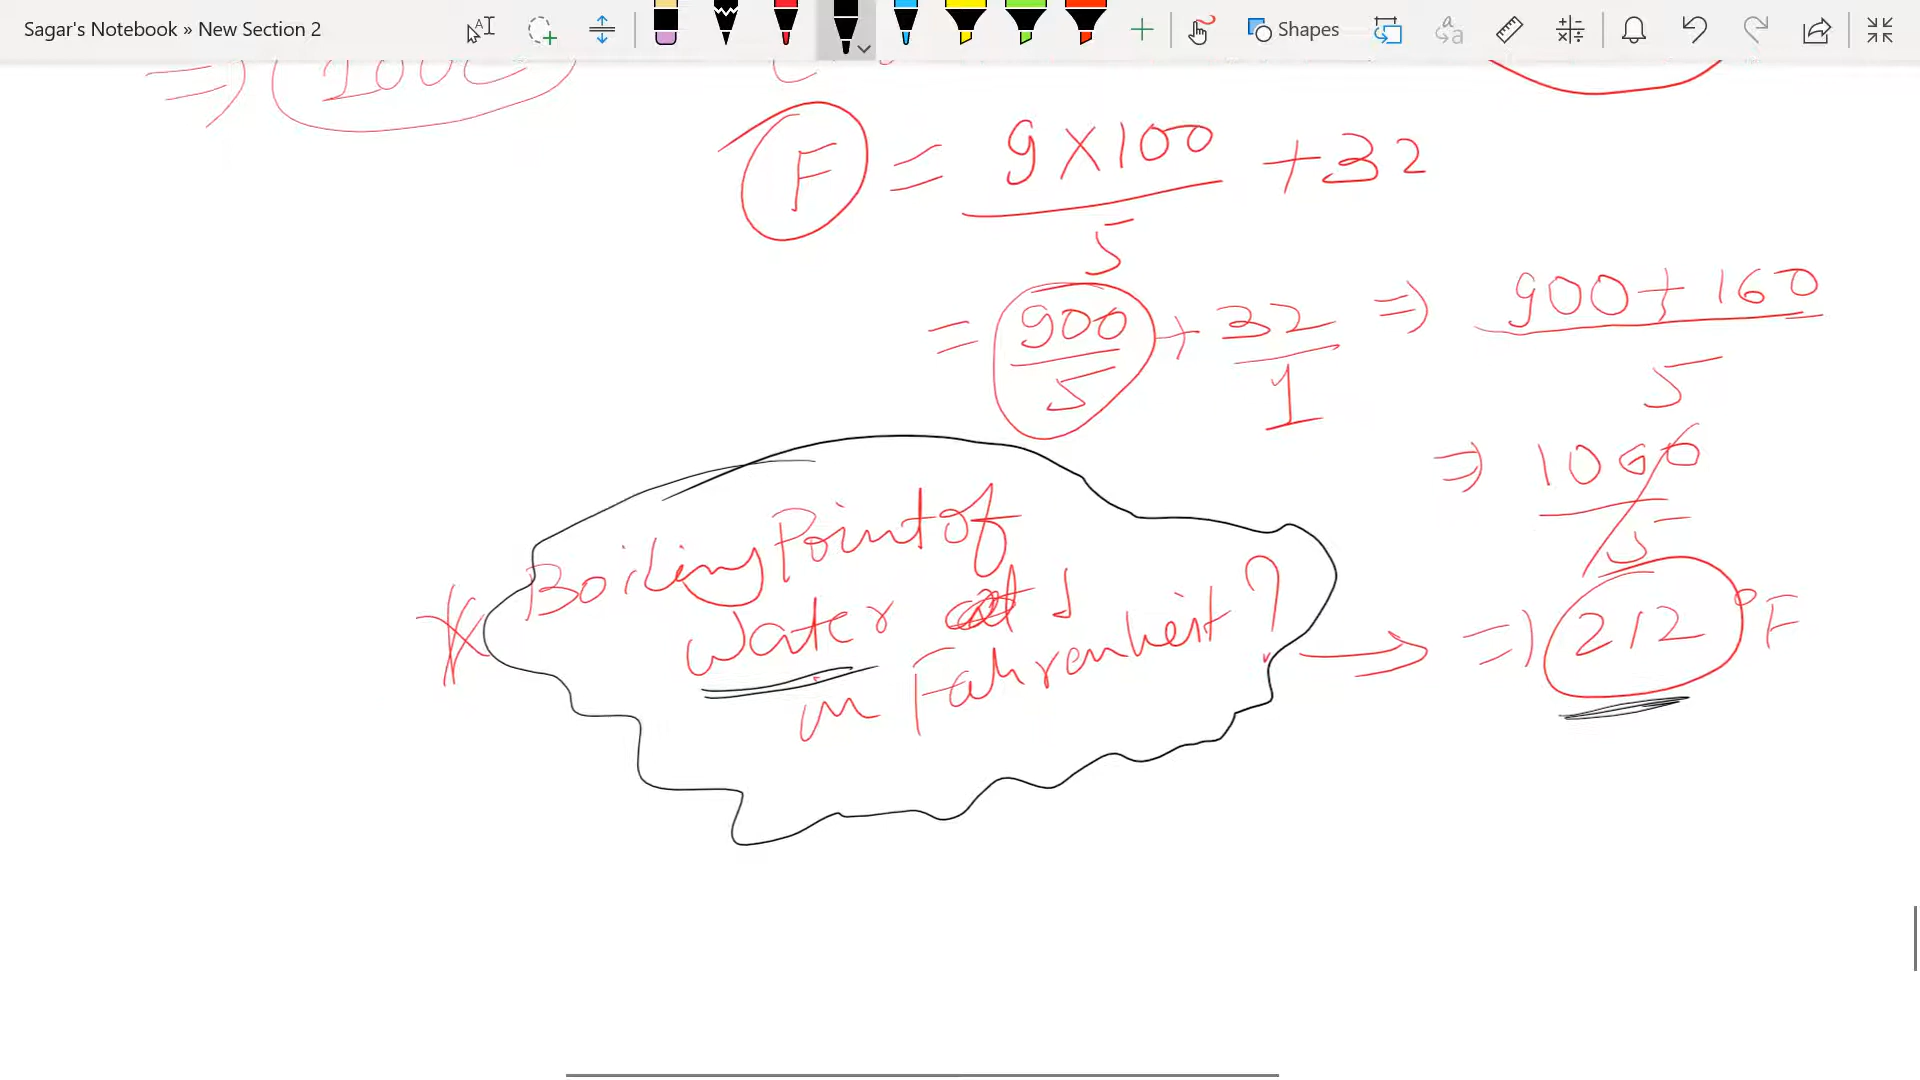 Sagar's Notebook » New Section 2
Shapes
=> 100C
F = 9 × 100 / 5 + 32
= 900/5 + 32/1 => 900 + 160 / 5
=> 1060 / 5
=> 212 °F
Boiling Point of
Water
in Fahrenheit ?